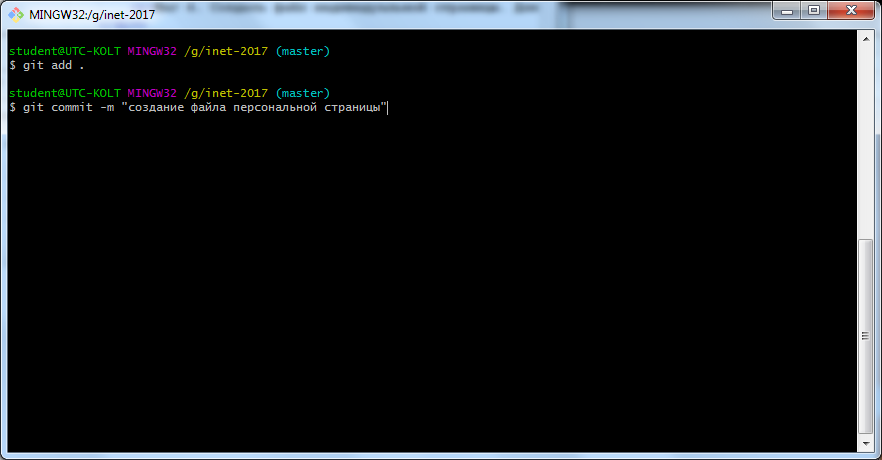 MINGW32:/g/inet-2017
student@UTC-KOLT MINGW32 /g/inet-2017 (master)
$ git add .
student@UTC-KOLT MINGW32 /g/inet-2017 (master)
$ git commit -m "создание файла персональной страницы"